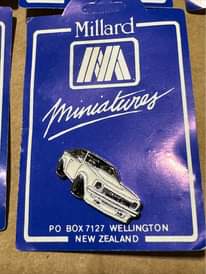 Millard
Miniatures
PO BOX 7127 WELLINGTON
NEW ZEALAND